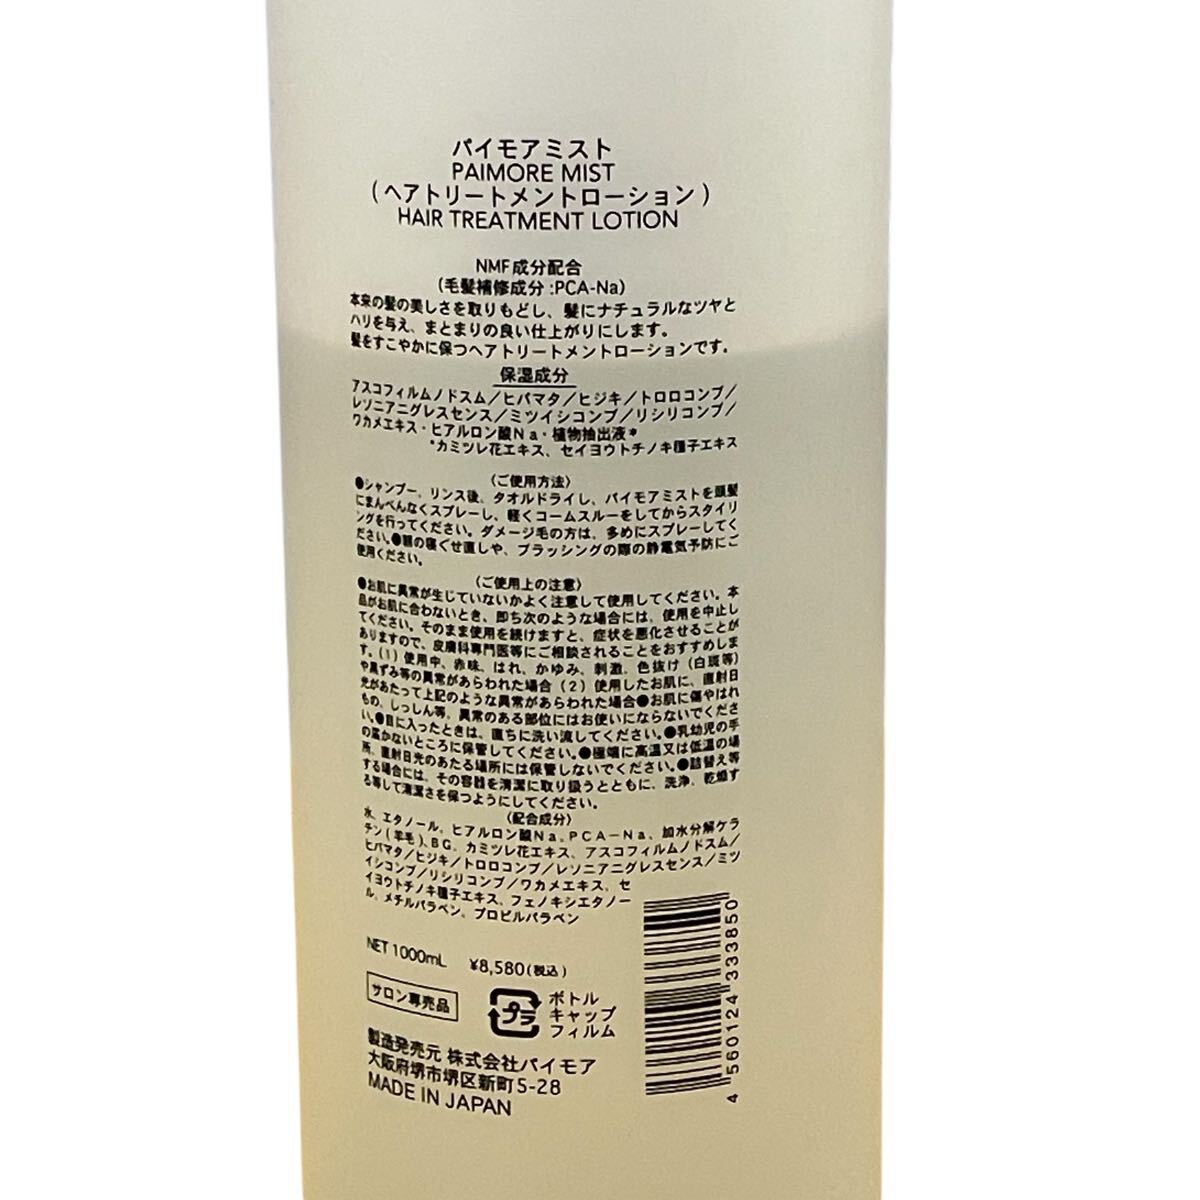 パイモアミスト
PAIMORE MIST
(ヘアトリートメントローション)
HAIR TREATMENT LOTION
NMF成分配合
(毛髪補修成分:PCA-Na)
本来の髪の美しさを取りもどし、髪にナチュラルなツヤと
ハリを与え、まとまりの良い仕上がりにします。
髪をすこやかに保つヘアトリートメントローションです。
保湿成分
アスコフィルムノドスム/ヒバマタ/ヒジキ/トロロコンブ/
レソニアニグレスセンス/ミツイシコンブ/リシリコンブ/
ワカメエキス・ヒアルロン酸Na・植物抽出液*
*カミツレ花エキス、セイヨウトチノキ種子エキス
〈ご使用方法〉
●シャンプー、リンス後、タオルドライし、パイモアミストを頭髪
にまんべんなくスプレーし、軽くコームスルーをしてからスタイリ
ングを行ってください。ダメージ毛の方は、多めにスプレーしてく
ださい。●朝の寝ぐせ直しや、ブラッシングの際の静電気予防にご
使用ください。
〈ご使用上の注意〉
●お肌に異常が生じていないかよく注意して使用してください。本
品がお肌に合わないとき、即ち次のような場合には、使用を中止し
てください。そのまま使用を続けますと、症状を悪化させることが
ありますので、皮膚科専門医等にご相談されることをおすすめしま
す。(1)使用中、赤味、はれ、かゆみ、刺激、色抜け(白斑等)
や黒ずみ等の異常があらわれた場合(2)使用したお肌に、直射日
光があたって上記のような異常があらわれた場合●お肌に傷やはれ
もの、しっしん等、異常のある部位にはお使いにならないでくださ
い。●目に入ったときは、直ちに洗い流してください。●乳幼児の手
の届かないところに保管してください。●極端に高温又は低温の場
所、直射日光のあたる場所には保管しないでください。●詰替え等
する場合には、その容器を清潔に取り扱うとともに、洗浄、乾燥す
る等して清潔さを保つようにしてください。
〈配合成分〉
水、エタノール、ヒアルロン酸Na、PCA-Na、加水分解ケラ
チン(羊毛)、BG、カミツレ花エキス、アスコフィルムノドスム/
ヒバマタ/ヒジキ/トロロコンブ/レソニアニグレスセンス/ミツ
イシコンブ/リシリコンブ/ワカメエキス、セ
イヨウトチノキ種子エキス、フェノキシエタノー
ル、メチルパラベン、プロピルパラベン
NET 1000mL ¥8,580(税込)
サロン専売品
プラ
ボトル
キャップ
フィルム
製造発売元 株式会社パイモア
大阪府堺市堺区新町5-28
MADE IN JAPAN
4 560124 333850